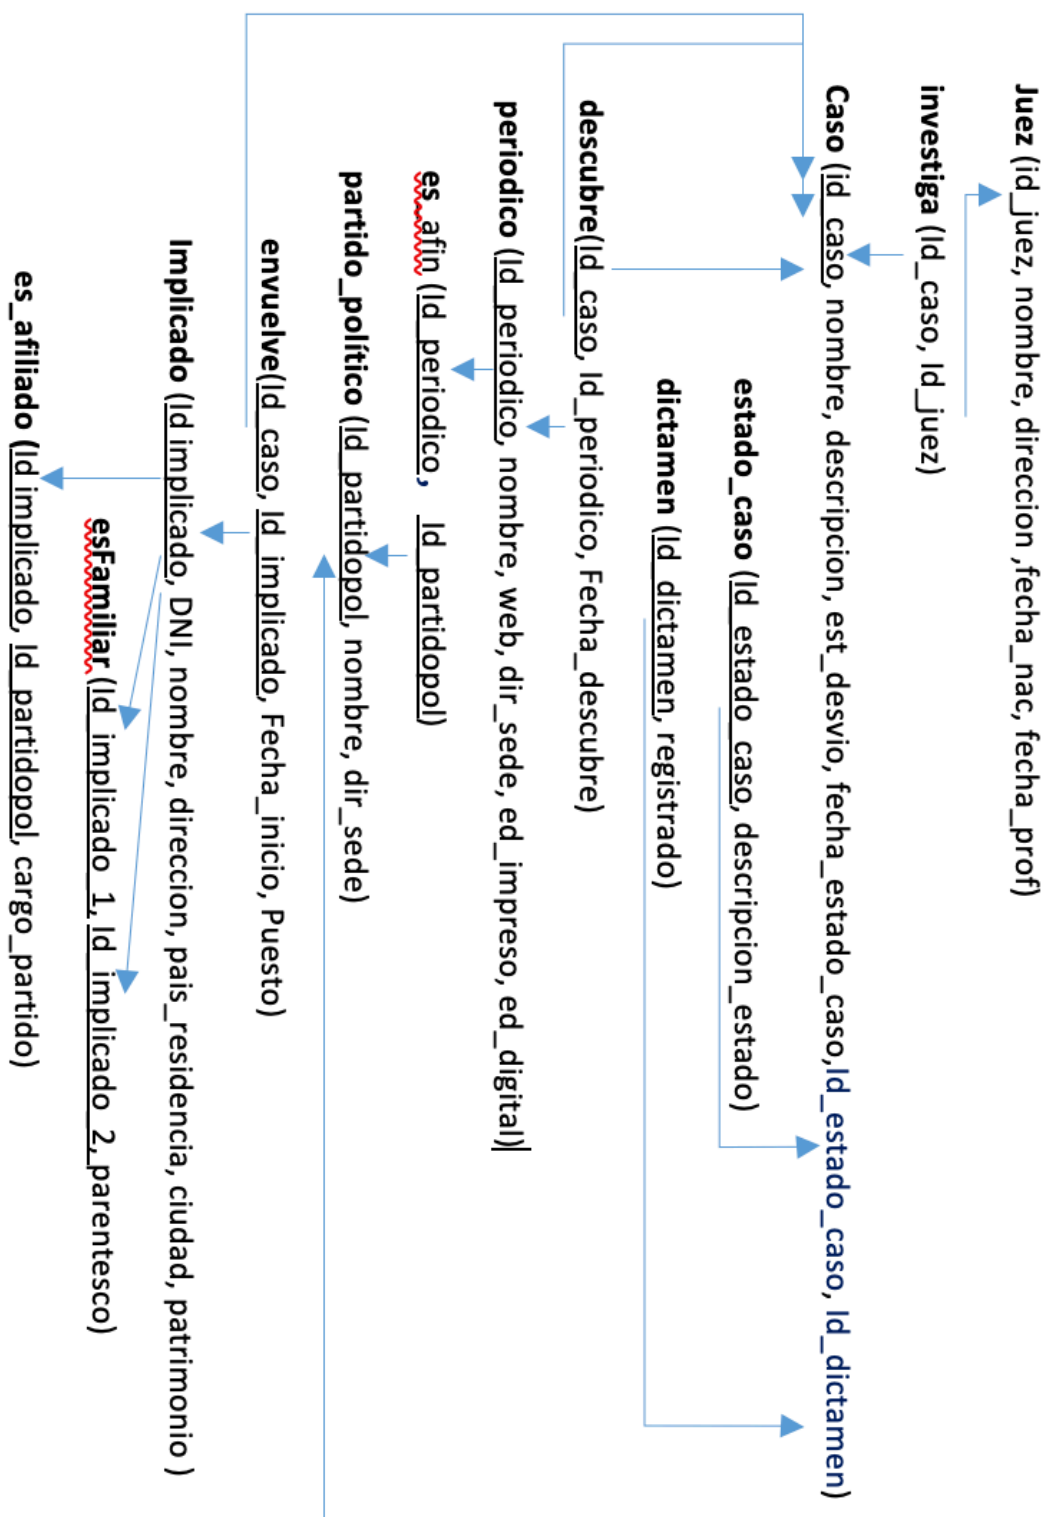 Juez (id_juez, nombre, direccion ,fecha_nac, fecha_prof)
investiga (Id_caso, Id_juez)
Caso (id_caso, nombre, descripcion, est_desvio, fecha_estado_caso,Id_estado_caso, Id_dictamen)
estado_caso (Id_estado_caso, descripcion_estado)
dictamen (Id_dictamen, registrado)
descubre(Id_caso, Id_periodico, Fecha_descubre)
periodico (Id_periodico, nombre, web, dir_sede, ed_impreso, ed_digital)
es_afin (Id_periodico, Id_partidopol)
partido_político (Id_partidopol, nombre, dir_sede)
envuelve(Id_caso, Id_implicado, Fecha_inicio, Puesto)
Implicado (Id implicado, DNI, nombre, direccion, pais_residencia, ciudad, patrimonio )
esFamiliar (Id_implicado_1, Id_implicado_2, parentesco)
es_afiliado (Id implicado, Id_partidopol, cargo_partido)